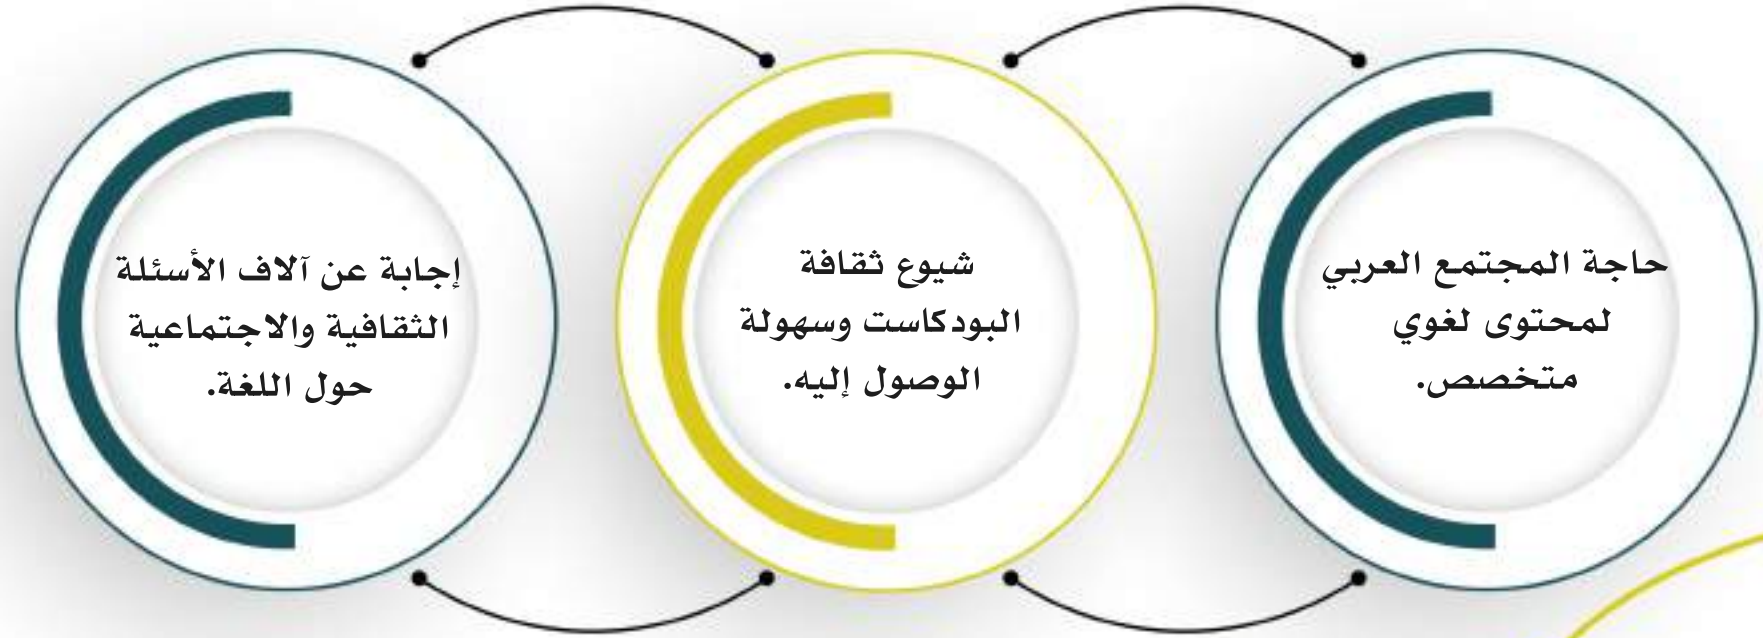 حاجة المجتمع العربي
لمحتوى لغوي
متخصص.
شيوع ثقافة
البودكاست وسهولة
الوصول إليه.
إجابة عن آلاف الأسئلة
الثقافية والاجتماعية
حول اللغة.